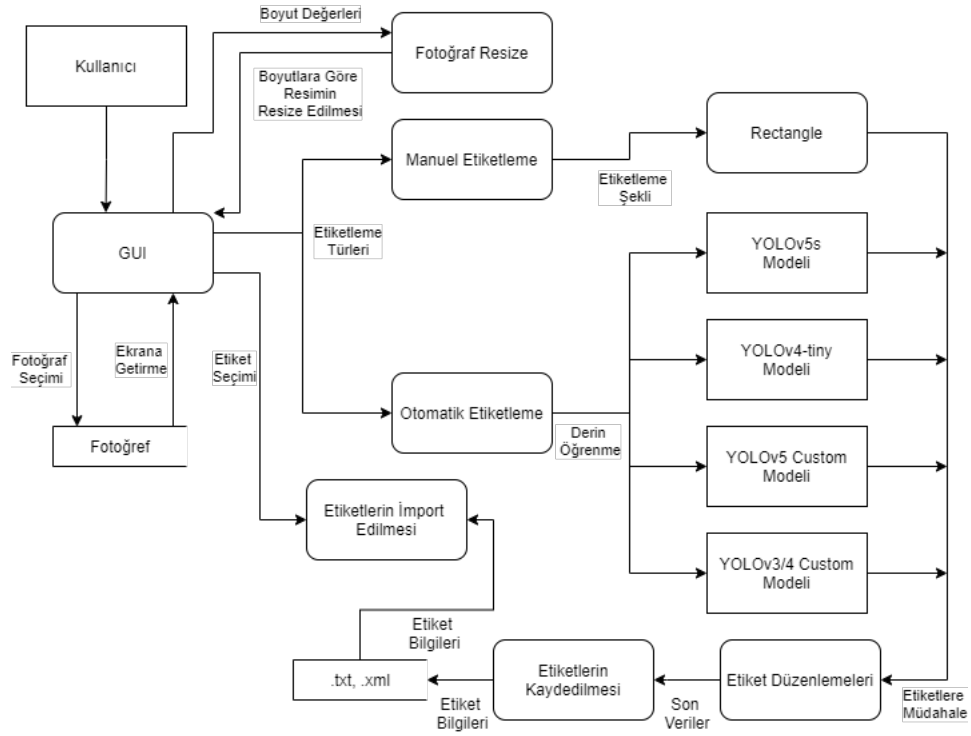 Boyut Değerleri
Kullanıcı
Fotoğraf Resize
Boyutlara Göre
Resimin
Resize Edilmesi
Manuel Etiketleme
Rectangle
Etiketleme
Şekli
GUI
Etiketleme
Türleri
YOLOv5s
Modeli
Fotoğraf
Seçimi
Ekrana
Getirme
Etiket
Seçimi
YOLOv4-tiny
Modeli
Otomatik Etiketleme
Derin
Öğrenme
Fotoğref
YOLOv5 Custom
Modeli
Etiketlerin İmport
Edilmesi
YOLOv3/4 Custom
Modeli
Etiket
Bilgileri
.txt, .xml
Etiket
Bilgileri
Etiketlerin
Kaydedilmesi
Son
Veriler
Etiket Düzenlemeleri
Etiketlere
Müdahale